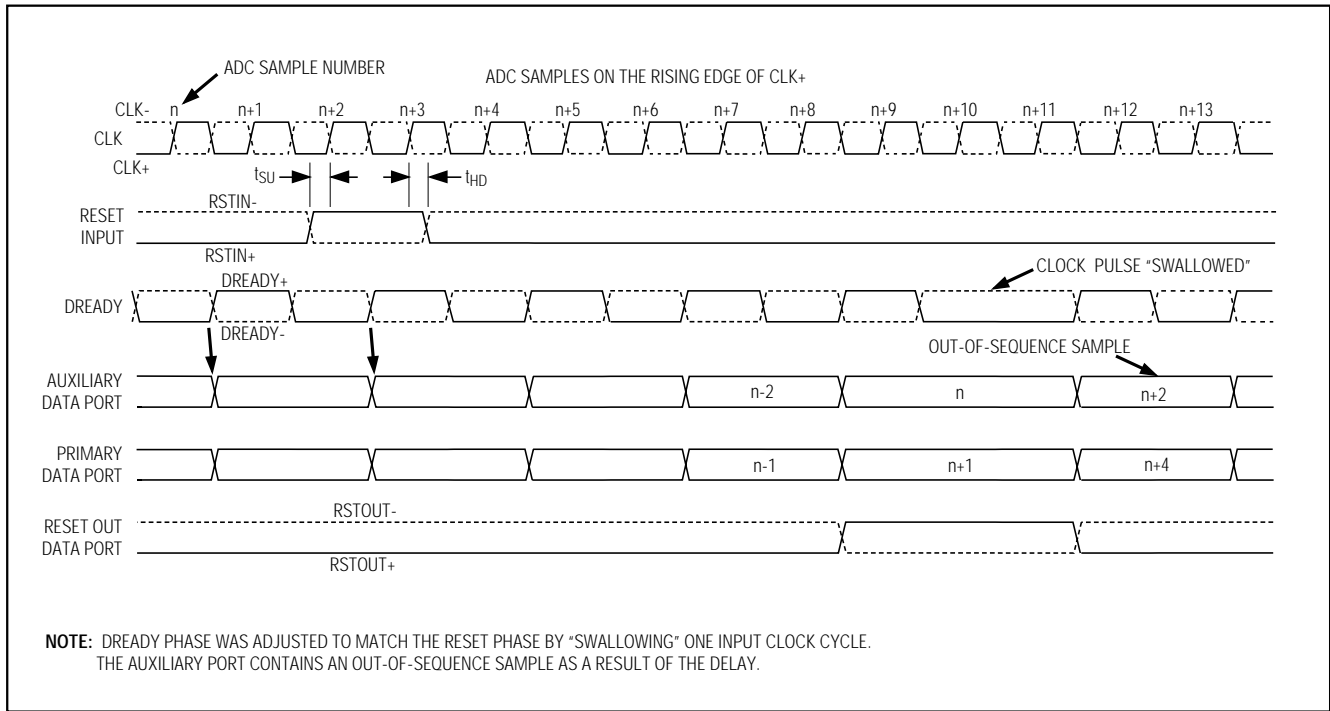 ADC SAMPLE NUMBER
ADC SAMPLES ON THE RISING EDGE OF CLK+
CLK- n n+1 n+2 n+3 n+4 n+5 n+6 n+7 n+8 n+9 n+10 n+11 n+12 n+13
CLK
CLK+
tSU tHD
RSTIN-
RESET
INPUT
RSTIN+
CLOCK PULSE "SWALLOWED"
DREADY+
DREADY
DREADY-
OUT-OF-SEQUENCE SAMPLE
AUXILIARY
DATA PORT
n-2 n n+2
PRIMARY
DATA PORT
n-1 n+1 n+4
RSTOUT-
RESET OUT
DATA PORT
RSTOUT+
NOTE: DREADY PHASE WAS ADJUSTED TO MATCH THE RESET PHASE BY "SWALLOWING" ONE INPUT CLOCK CYCLE.
THE AUXILIARY PORT CONTAINS AN OUT-OF-SEQUENCE SAMPLE AS A RESULT OF THE DELAY.